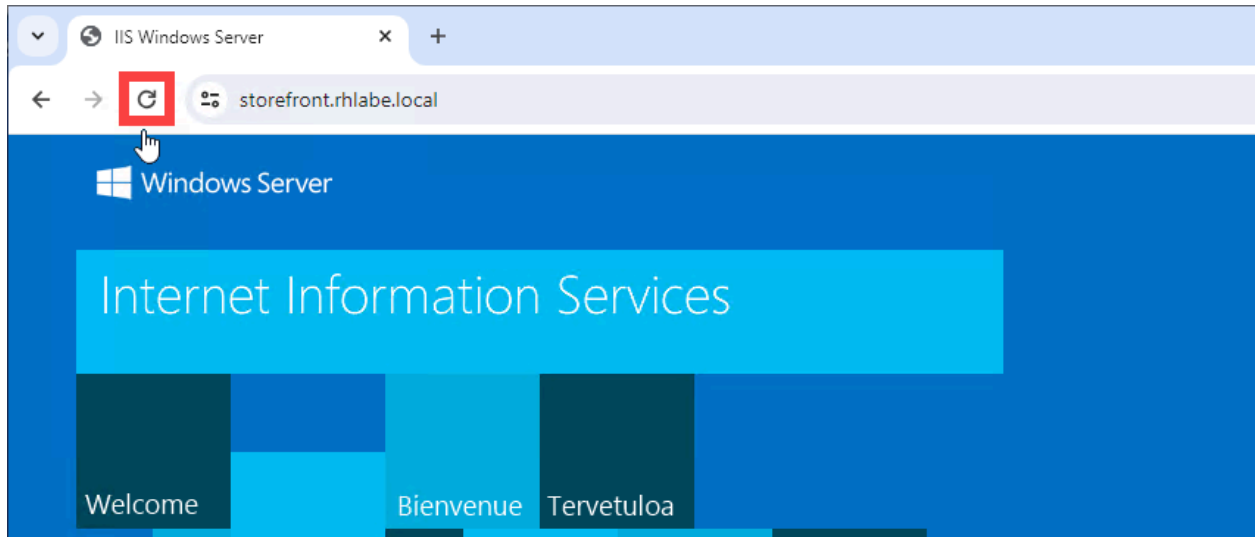 IIS Windows Server
storefront.rhlabe.local
Windows Server
Internet Information Services
Welcome
Bienvenue
Tervetuloa